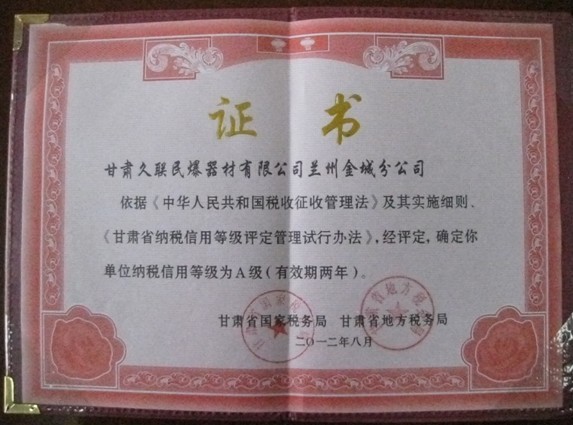 证书
甘肃久联民爆器材有限公司兰州金城分公司
依据《中华人民共和国税收征收管理法》及其实施细则、
《甘肃省纳税信用等级评定管理试行办法》,经评定,确定你
单位纳税信用等级为A级(有效期两年)。
甘肃省国家税务局 甘肃省地方税务局
二〇一二年八月